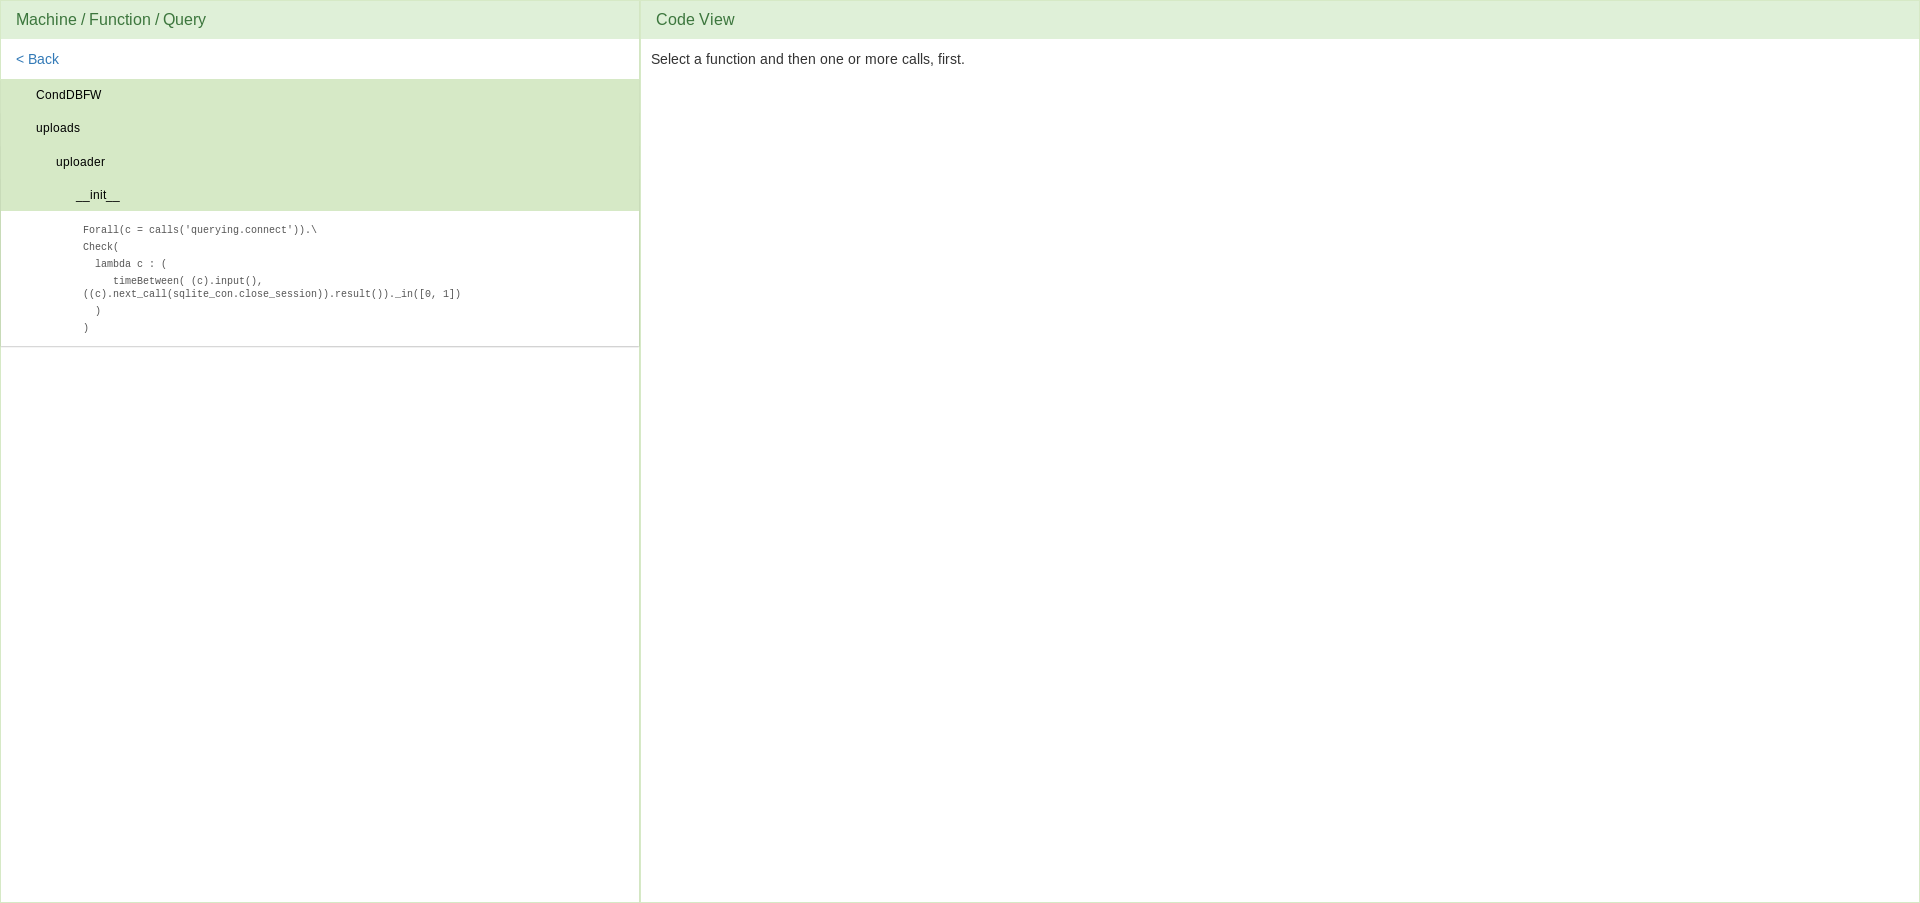 Machine / Function / Query
< Back
CondDBFW
uploads
uploader
__init__
Forall(c = calls('querying.connect')).\
Check(
  lambda c : (
     timeBetween( (c).input(),
((c).next_call(sqlite_con.close_session)).result())._in([0, 1])
  )
)
Code View
Select a function and then one or more calls, first.